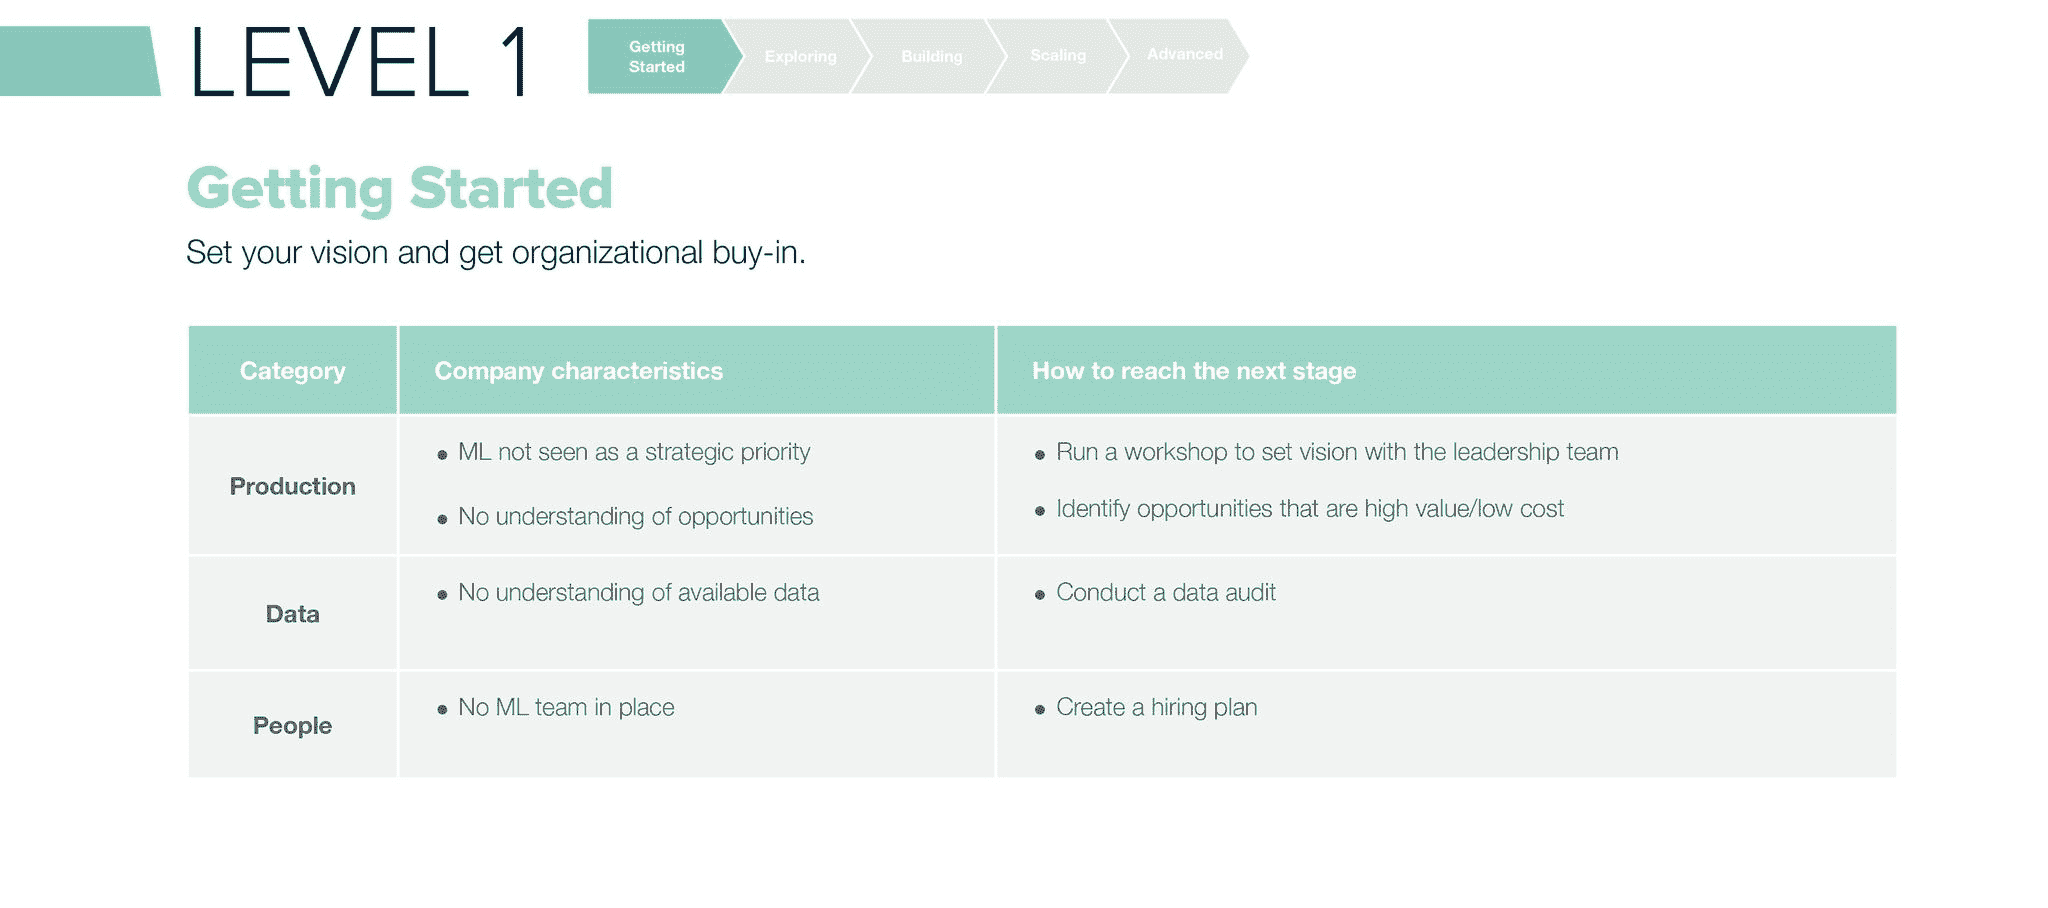 LEVEL 1
Getting
Started
Exploring
Building
Scaling
Advanced
Getting Started
Set your vision and get organizational buy-in.
Category
Company characteristics
How to reach the next stage
Production
• ML not seen as a strategic priority
• No understanding of opportunities
• Run a workshop to set vision with the leadership team
• Identify opportunities that are high value/low cost
Data
• No understanding of available data
• Conduct a data audit
People
• No ML team in place
• Create a hiring plan